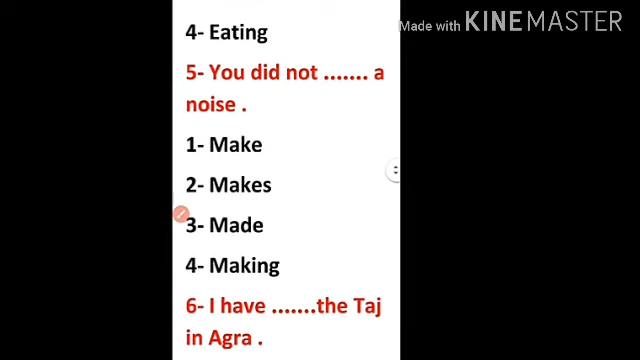 4- Eating
Made with KINEMASTER
5- You did not ....... a
noise .
1- Make
2- Makes
3- Made
4- Making
6- I have .......the Taj
in Agra .